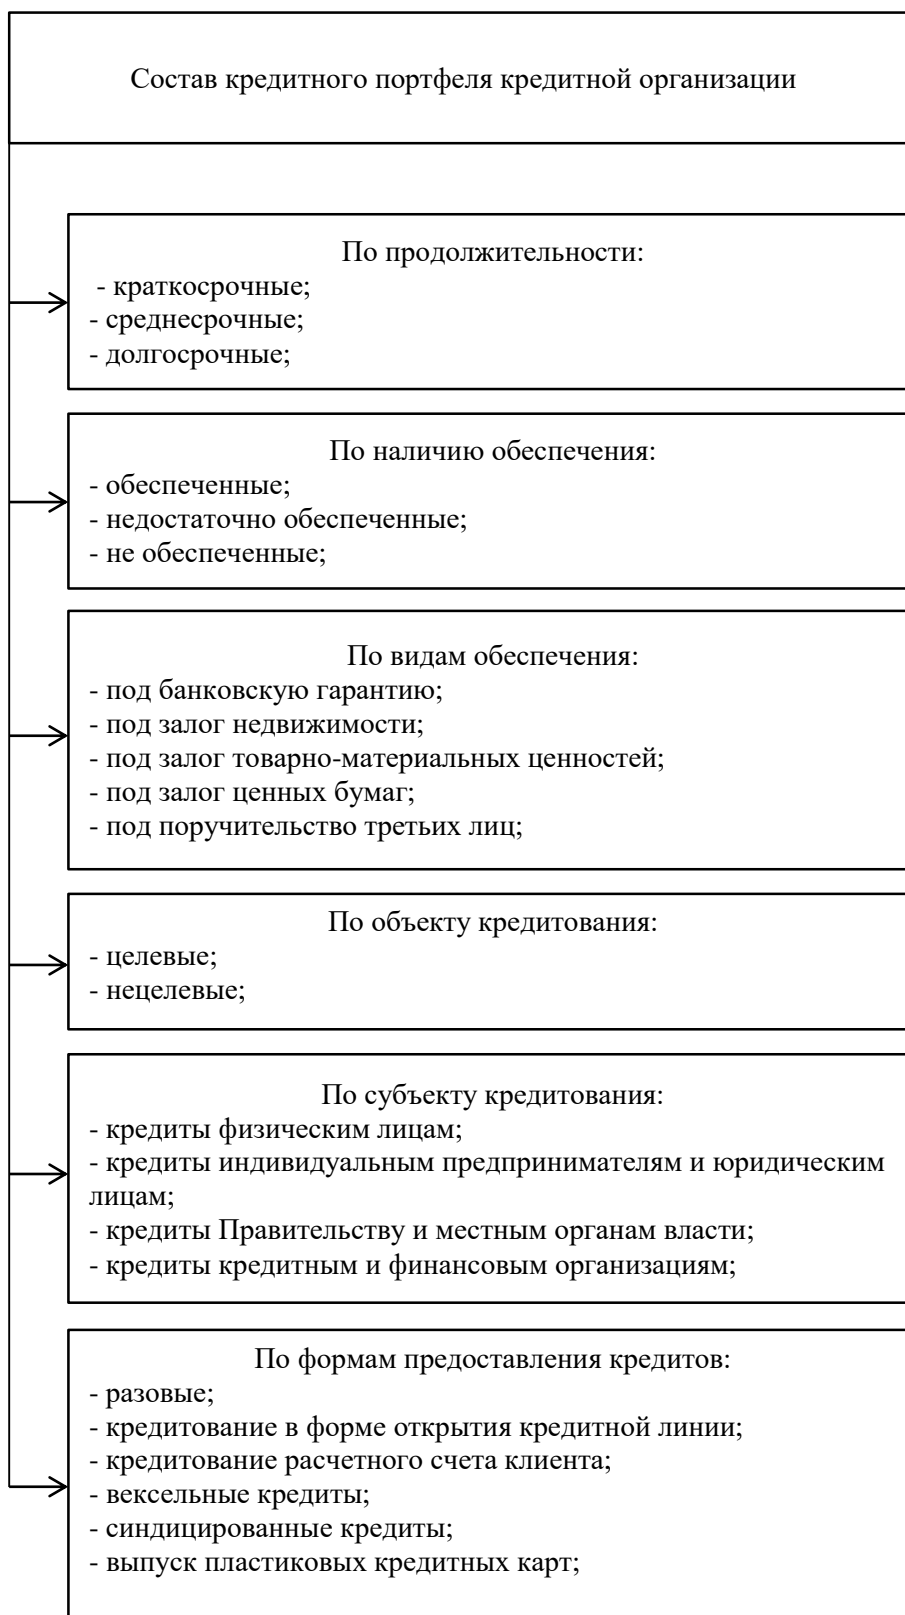 Состав кредитного портфеля кредитной организации
По продолжительности:
- краткосрочные;
- среднесрочные;
- долгосрочные;
По наличию обеспечения:
- обеспеченные;
- недостаточно обеспеченные;
- не обеспеченные;
По видам обеспечения:
- под банковскую гарантию;
- под залог недвижимости;
- под залог товарно-материальных ценностей;
- под залог ценных бумаг;
- под поручительство третьих лиц;
По объекту кредитования:
- целевые;
- нецелевые;
По субъекту кредитования:
- кредиты физическим лицам;
- кредиты индивидуальным предпринимателям и юридическим
лицам;
- кредиты Правительству и местным органам власти;
- кредиты кредитным и финансовым организациям;
По формам предоставления кредитов:
- разовые;
- кредитование в форме открытия кредитной линии;
- кредитование расчетного счета клиента;
- вексельные кредиты;
- синдицированные кредиты;
- выпуск пластиковых кредитных карт;